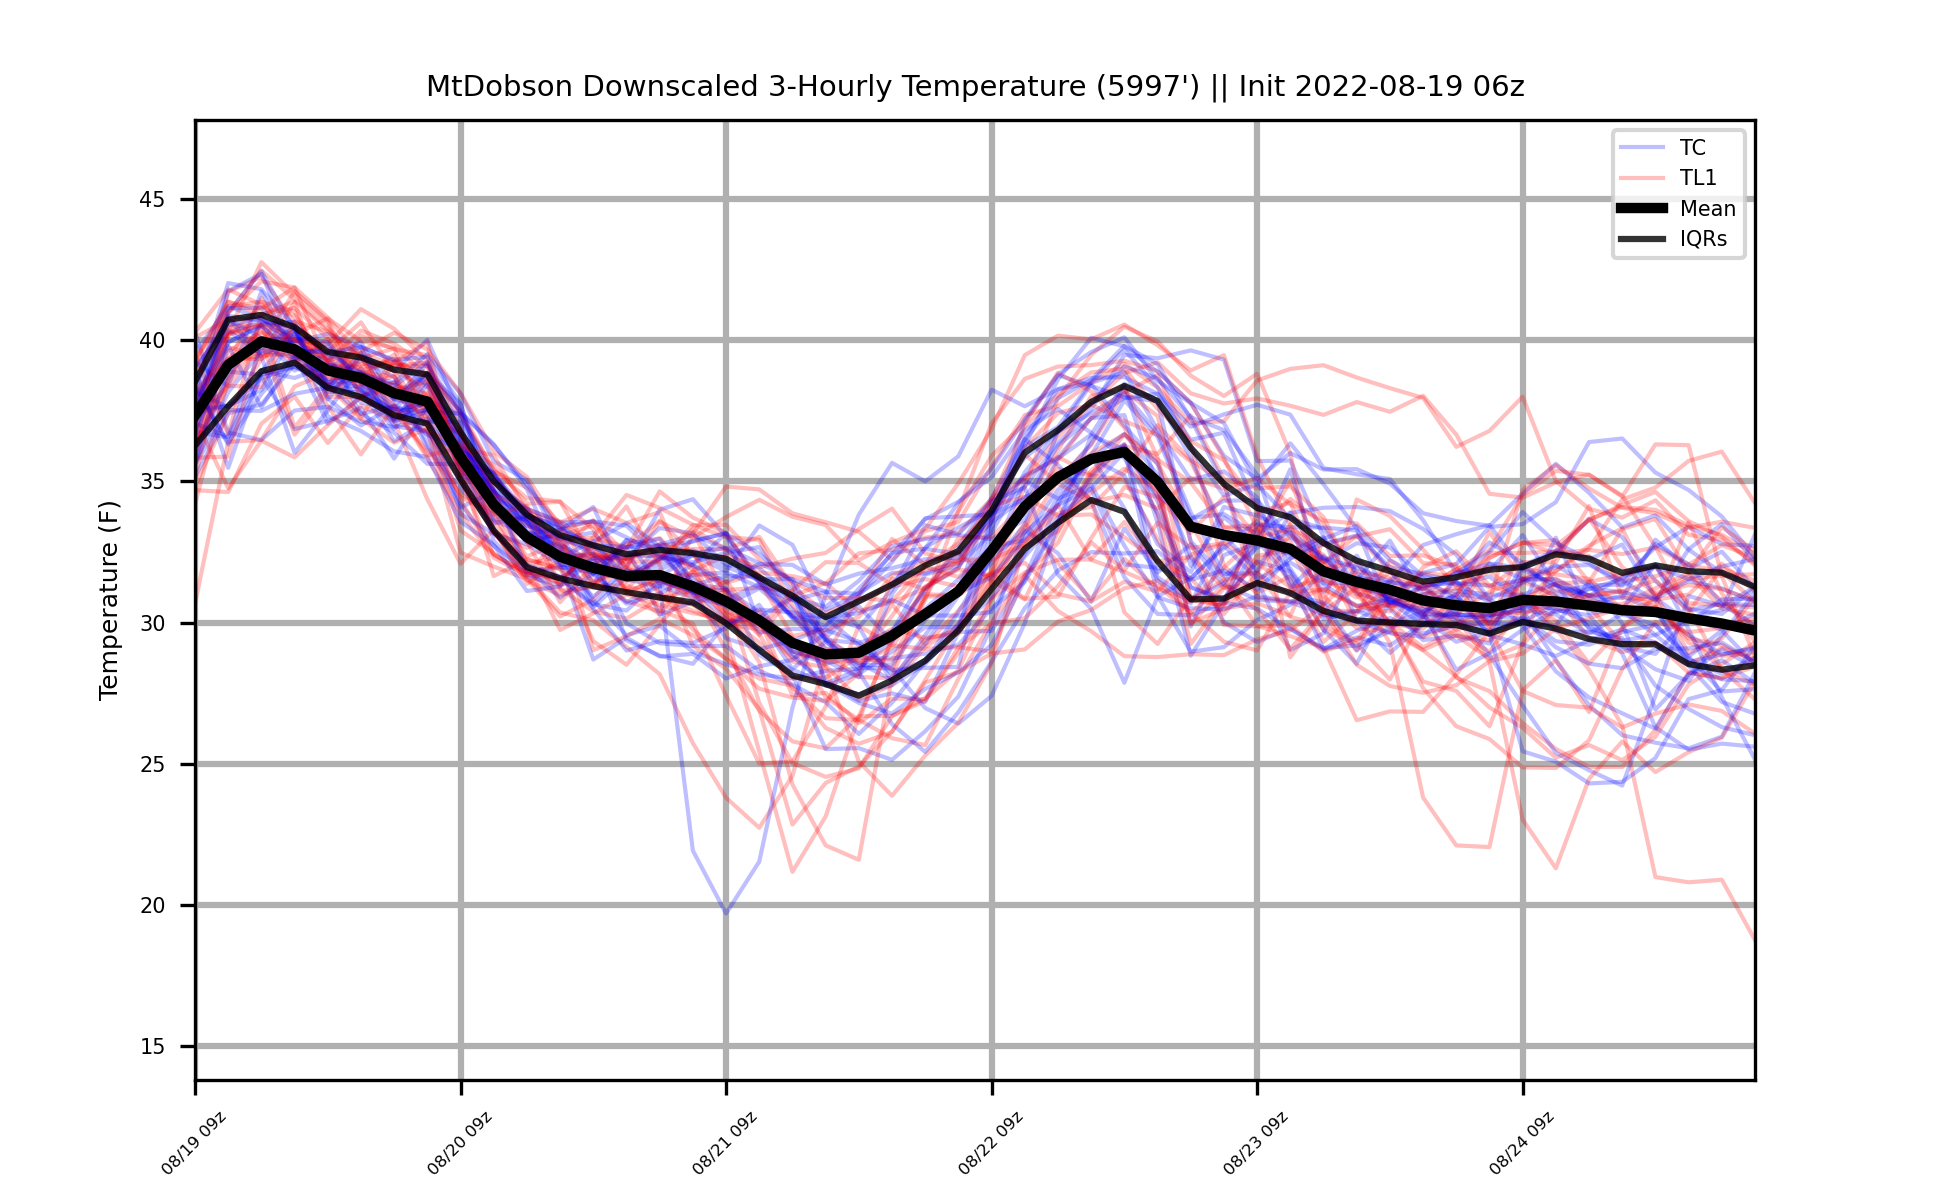 MtDobson Downscaled 3-Hourly Temperature (5997') || Init 2022-08-19 06z
TC
TL1
Mean
IQRs
Temperature (F)
45
40
35
30
25
20
15
08/19 09z
08/20 09z
08/21 09z
08/22 09z
08/23 09z
08/24 09z